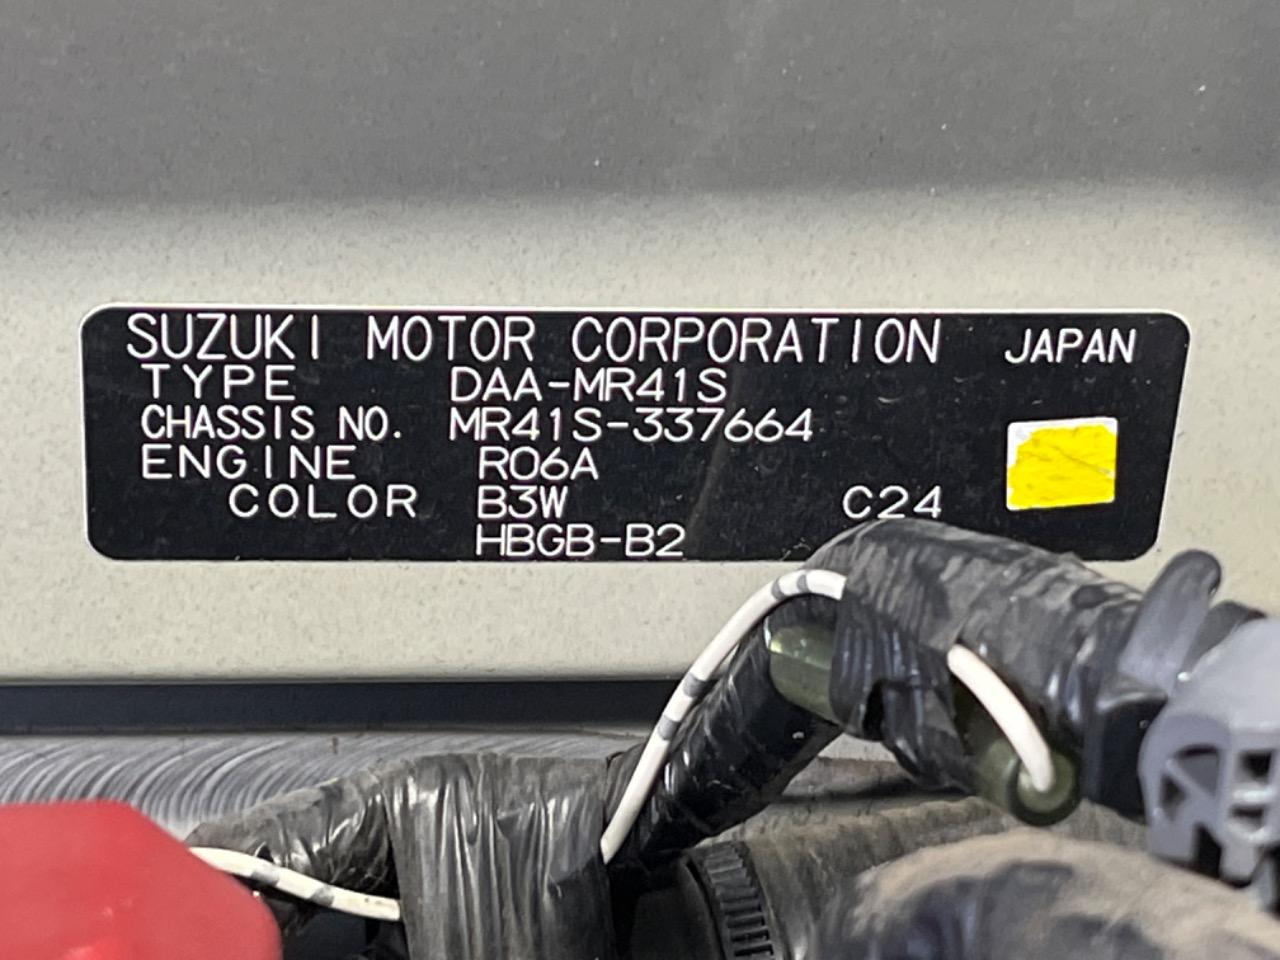 SUZUKI MOTOR CORPORATION JAPAN
TYPE DAA-MR41S
CHASSIS NO. MR41S-337664
ENGINE R06A
COLOR B3W C24
HBGB-B2